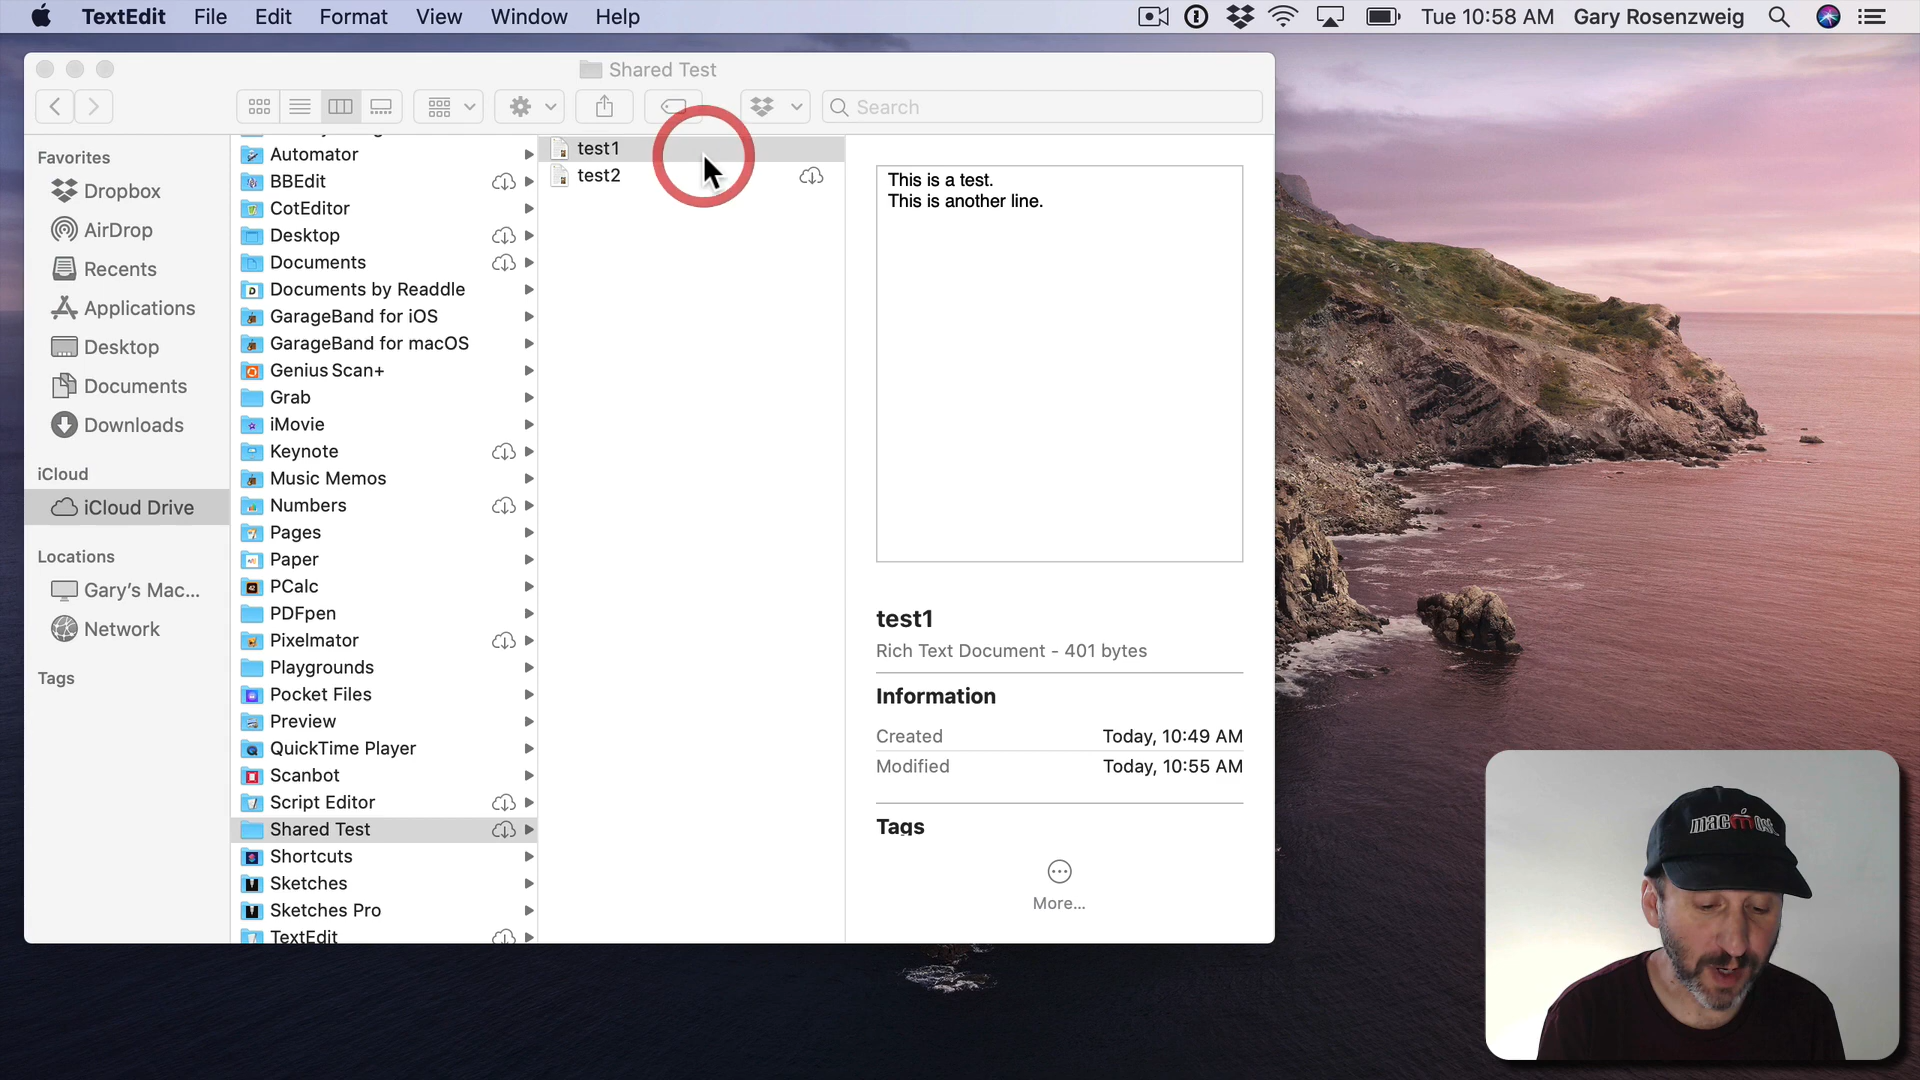 TextEdit File Edit Format View Window Help Tue 10:58 AM Gary Rosenzweig
Shared Test
Search
Favorites
Dropbox
AirDrop
Recents
Applications
Desktop
Documents
Downloads
iCloud
iCloud Drive
Locations
Gary's Mac...
Network
Tags
Automator
BBEdit
CotEditor
Desktop
Documents
Documents by Readdle
GarageBand for iOS
GarageBand for macOS
Genius Scan+
Grab
iMovie
Keynote
Music Memos
Numbers
Pages
Paper
PCalc
PDFpen
Pixelmator
Playgrounds
Pocket Files
Preview
QuickTime Player
Scanbot
Script Editor
Shared Test
Shortcuts
Sketches
Sketches Pro
TextEdit
test1
test2
This is a test.
This is another line.
test1
Rich Text Document - 401 bytes
Information
Created Today, 10:49 AM
Modified Today, 10:55 AM
Tags
More...
macmost